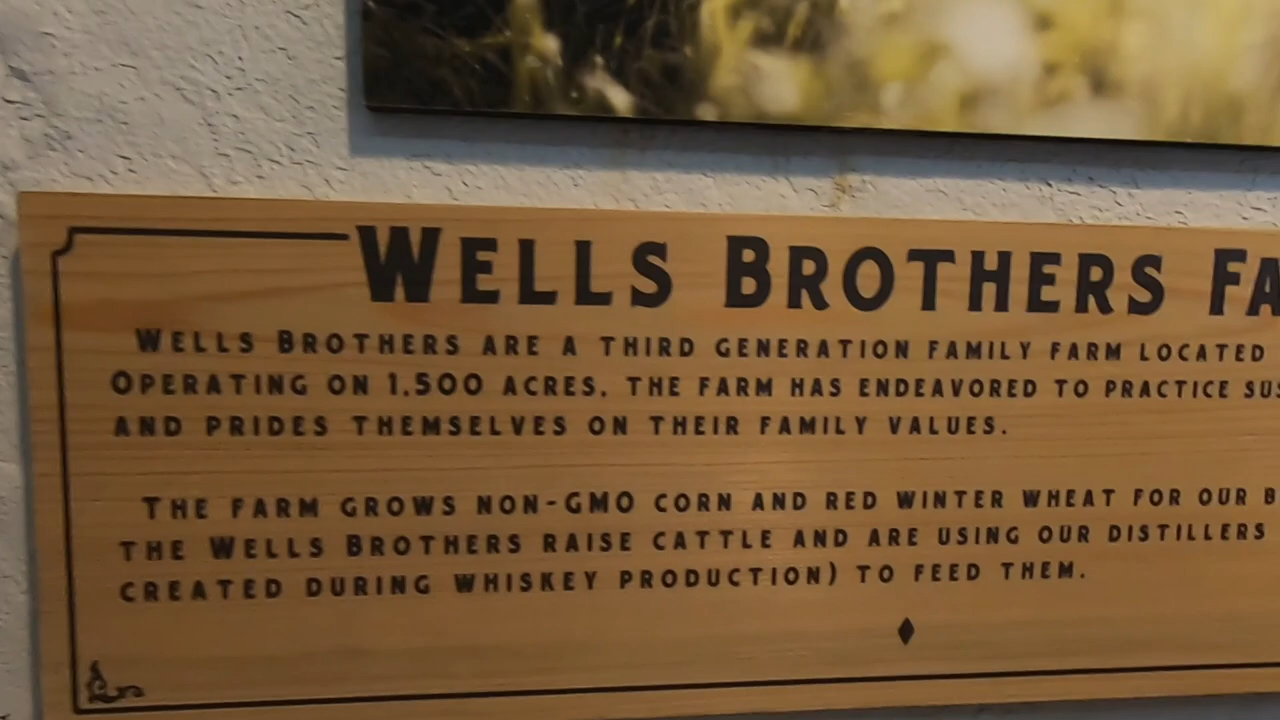 WELLS BROTHERS
WELLS BROTHERS ARE A THIRD GENERATION FAMILY FARM LOCATED
OPERATING ON 1,500 ACRES, THE FARM HAS ENDEAVORED TO PRACTICE
AND PRIDES THEMSELVES ON THEIR FAMILY VALUES.
THE FARM GROWS NON-GMO CORN AND RED WINTER WHEAT FOR OUR
THE WELLS BROTHERS RAISE CATTLE AND ARE USING OUR DISTILLERS
CREATED DURING WHISKEY PRODUCTION) TO FEED THEM.